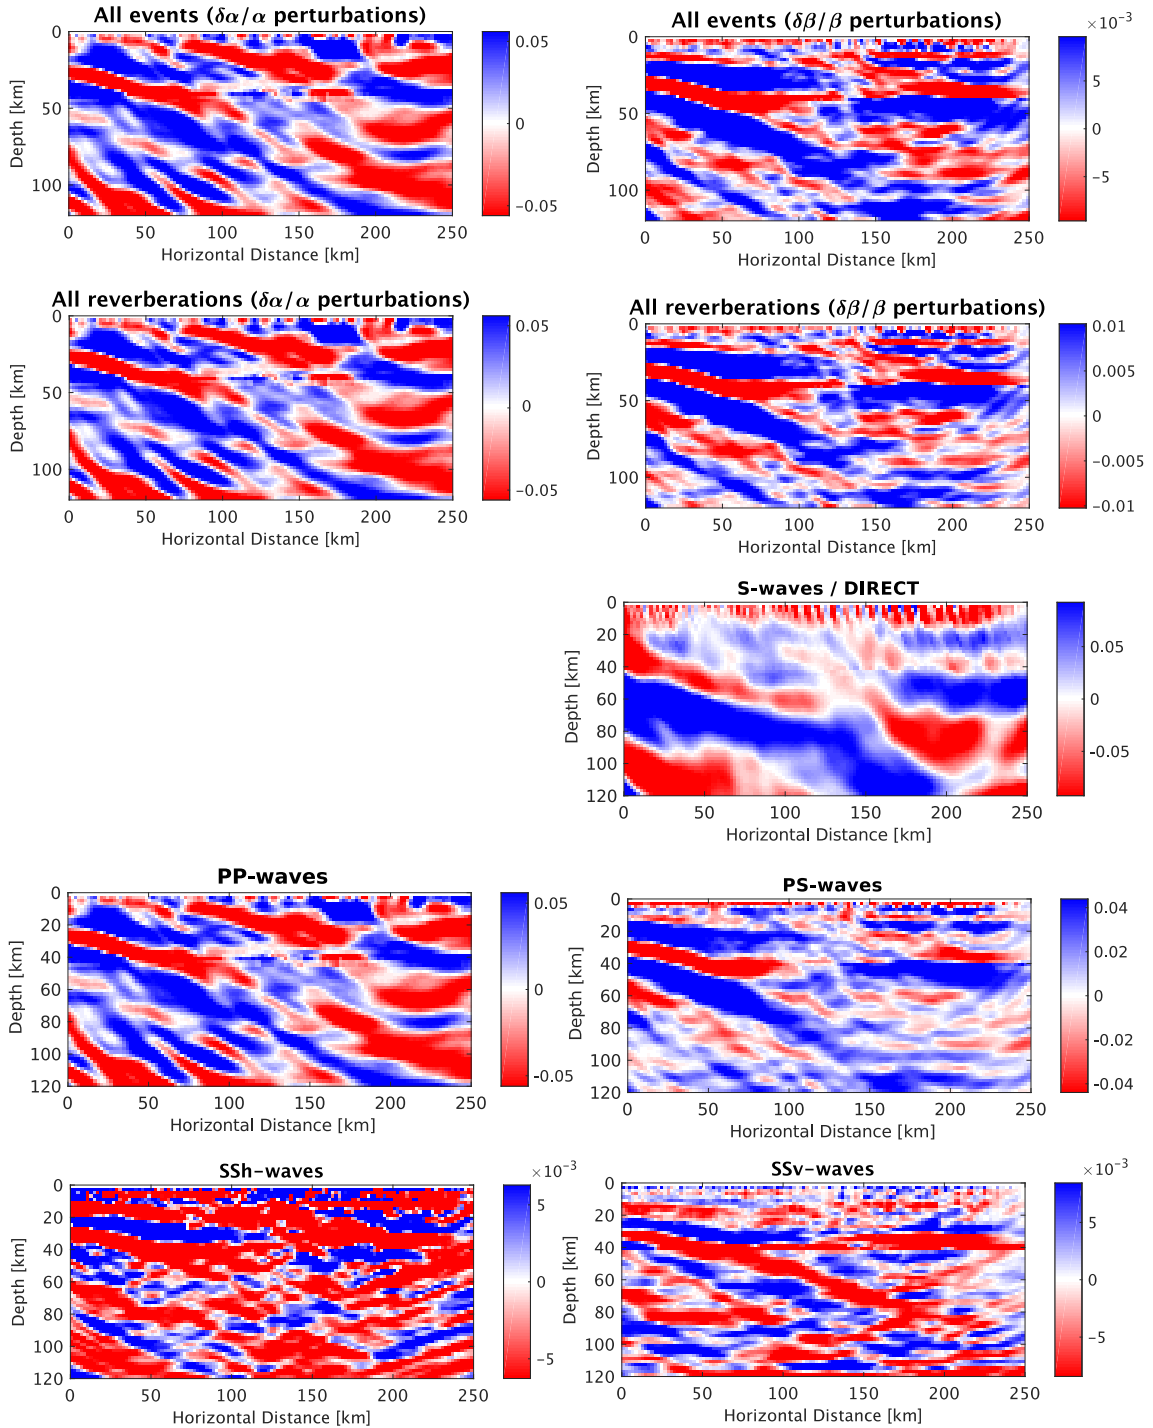 All events (δα/α perturbations)
0
50
100
Depth [km]
0 50 100 150 200 250
Horizontal Distance [km]
0.05
0
-0.05
All events (δβ/β perturbations)
×10⁻³
0
50
100
Depth [km]
0 50 100 150 200 250
Horizontal Distance [km]
5
0
-5
All reverberations (δα/α perturbations)
0
50
100
Depth [km]
0 50 100 150 200 250
Horizontal Distance [km]
0.05
0
-0.05
All reverberations (δβ/β perturbations)
0
50
100
Depth [km]
0 50 100 150 200 250
Horizontal Distance [km]
0.01
0.005
0
-0.005
-0.01
S-waves / DIRECT
0
20
40
60
80
100
120
Depth [km]
0 50 100 150 200 250
Horizontal Distance [km]
0.05
0
-0.05
PP-waves
0
20
40
60
80
100
120
Depth [km]
0 50 100 150 200 250
Horizontal Distance [km]
0.05
0
-0.05
PS-waves
0
20
40
60
80
100
120
Depth [km]
0 50 100 150 200 250
Horizontal Distance [km]
0.04
0.02
0
-0.02
-0.04
SSh-waves
×10⁻³
0
20
40
60
80
100
120
Depth [km]
0 50 100 150 200 250
Horizontal Distance [km]
5
0
-5
SSv-waves
×10⁻³
0
20
40
60
80
100
120
Depth [km]
0 50 100 150 200 250
Horizontal Distance [km]
5
0
-5